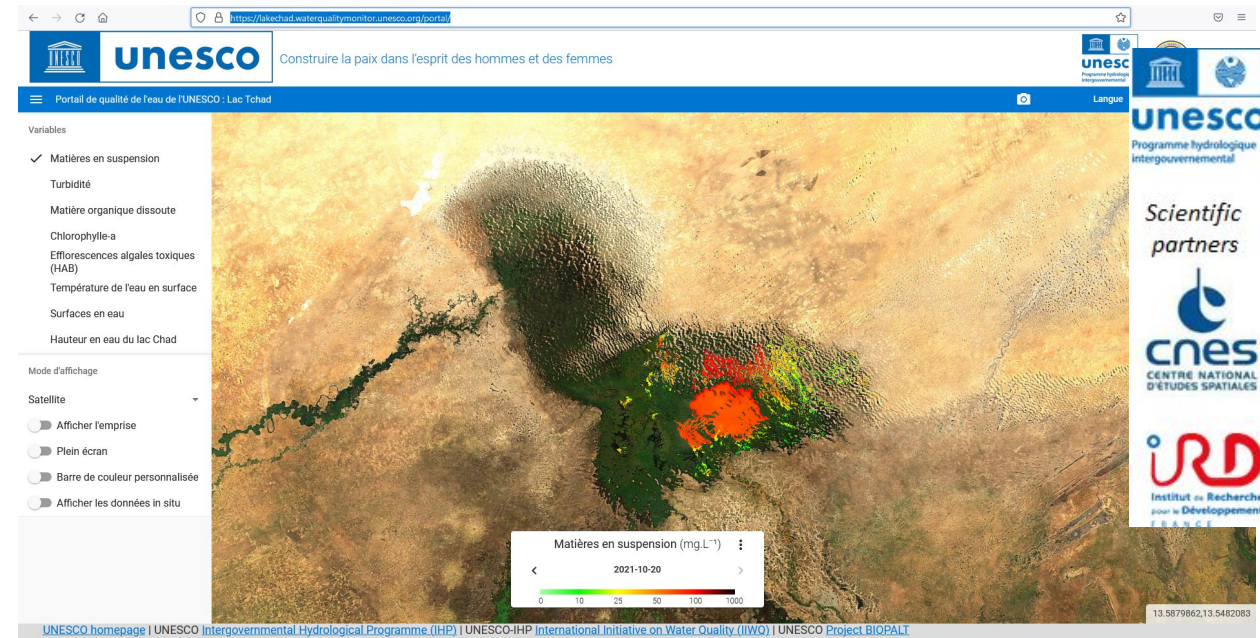 https://lakechad.waterqualitymonitor.unesco.org/portal/
unesco
Construire la paix dans l'esprit des hommes et des femmes
unesc
Programme hydrologi
intergouvernemental
Portail de qualité de l'eau de l'UNESCO : Lac Tchad
Langue
unesco
Programme hydrologique
intergouvernemental
Scientific
partners
cnes
CENTRE NATIONAL
D'ÉTUDES SPATIALES
IRD
Institut de Recherche
pour le Développement
FRANCE
Variables
Matières en suspension
Turbidité
Matière organique dissoute
Chlorophylle-a
Efflorescences algales toxiques
(HAB)
Température de l'eau en surface
Surfaces en eau
Hauteur en eau du lac Chad
Mode d'affichage
Satellite
Afficher l'emprise
Plein écran
Barre de couleur personnalisée
Afficher les données in situ
Matières en suspension (mg.L⁻¹)
2021-10-20
0 10 25 50 100 1000
13.5879862,13.5482083
UNESCO homepage | UNESCO Intergovernmental Hydrological Programme (IHP) | UNESCO-IHP International Initiative on Water Quality (IIWQ) | UNESCO Project BIOPALT